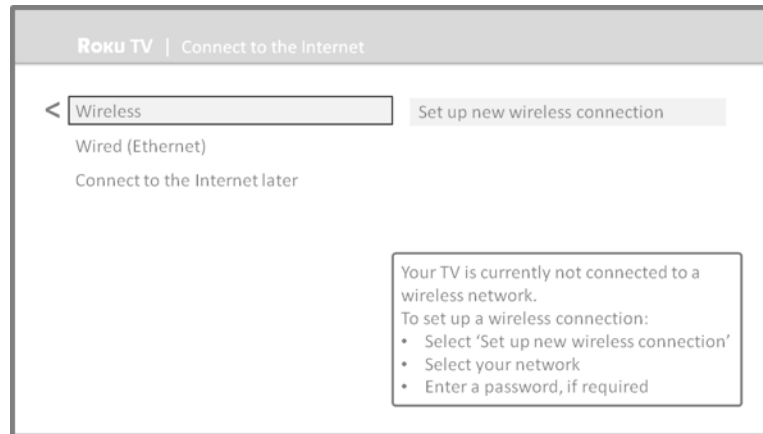 Roku TV | Connect to the Internet
< Wireless
Set up new wireless connection
Wired (Ethernet)
Connect to the Internet later
Your TV is currently not connected to a
wireless network.
To set up a wireless connection:
• Select ‘Set up new wireless connection’
• Select your network
• Enter a password, if required